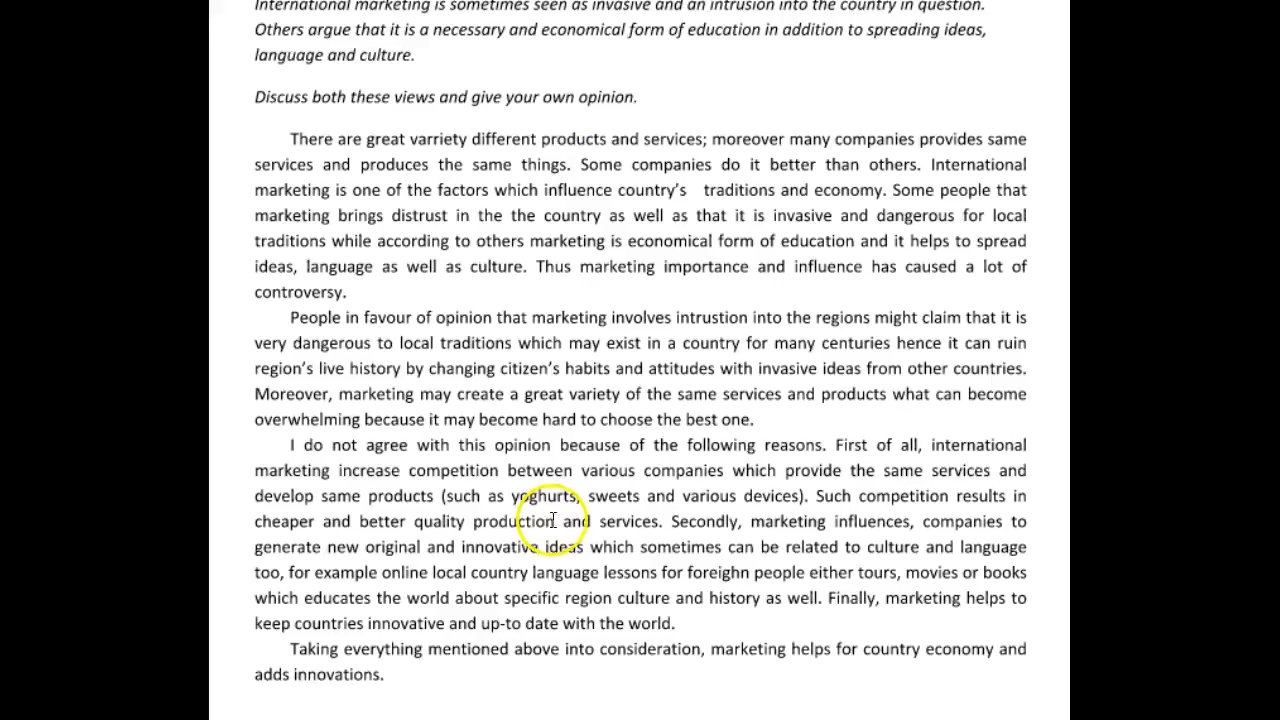 International marketing is sometimes seen as invasive and an intrusion into the country in question.
Others argue that it is a necessary and economical form of education in addition to spreading ideas,
language and culture.
Discuss both these views and give your own opinion.
There are great varriety different products and services; moreover many companies provides same
services and produces the same things. Some companies do it better than others. International
marketing is one of the factors which influence country's traditions and economy. Some people that
marketing brings distrust in the the country as well as that it is invasive and dangerous for local
traditions while according to others marketing is economical form of education and it helps to spread
ideas, language as well as culture. Thus marketing importance and influence has caused a lot of
controversy.
People in favour of opinion that marketing involves intrustion into the regions might claim that it is
very dangerous to local traditions which may exist in a country for many centuries hence it can ruin
region's live history by changing citizen's habits and attitudes with invasive ideas from other countries.
Moreover, marketing may create a great variety of the same services and products what can become
overwhelming because it may become hard to choose the best one.
I do not agree with this opinion because of the following reasons. First of all, international
marketing increase competition between various companies which provide the same services and
develop same products (such as yoghurts, sweets and various devices). Such competition results in
cheaper and better quality production and services. Secondly, marketing influences, companies to
generate new original and innovative ideas which sometimes can be related to culture and language
too, for example online local country language lessons for foreighn people either tours, movies or books
which educates the world about specific region culture and history as well. Finally, marketing helps to
keep countries innovative and up-to date with the world.
Taking everything mentioned above into consideration, marketing helps for country economy and
adds innovations.